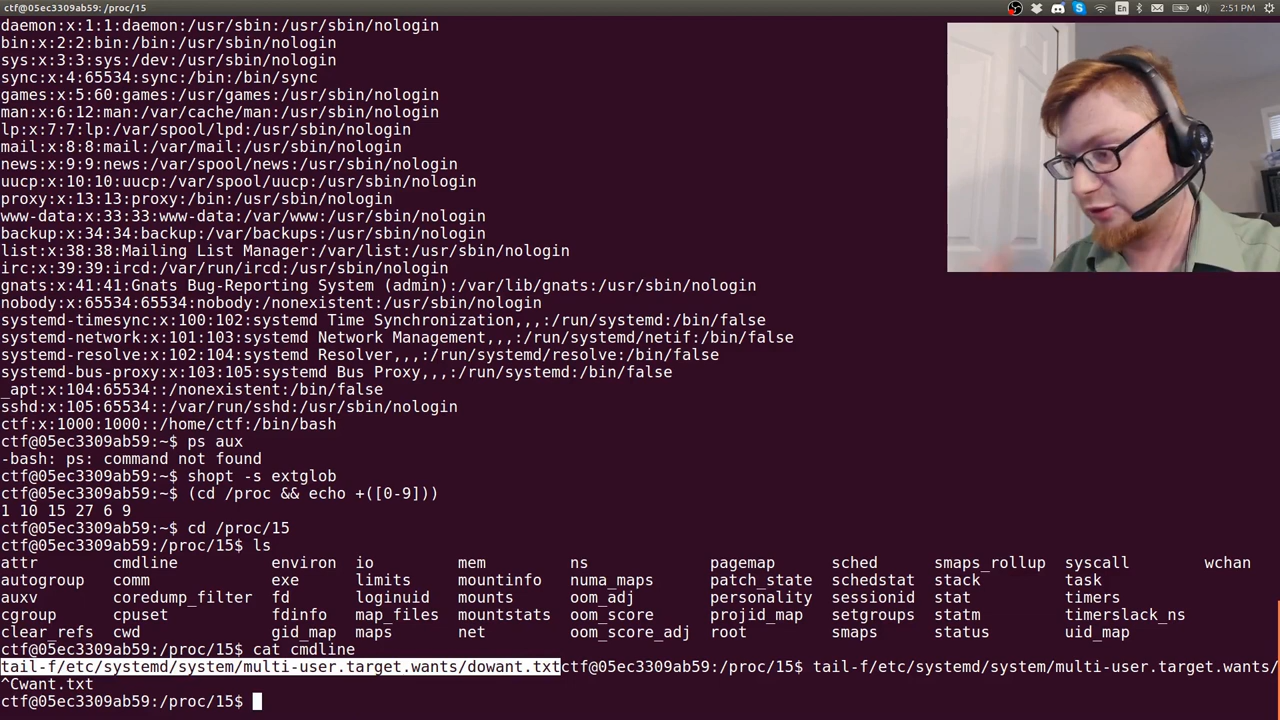 ctf@05ec3309ab59: /proc/15
En
2:51 PM
daemon:x:1:1:daemon:/usr/sbin:/usr/sbin/nologin
bin:x:2:2:bin:/bin:/usr/sbin/nologin
sys:x:3:3:sys:/dev:/usr/sbin/nologin
sync:x:4:65534:sync:/bin:/bin/sync
games:x:5:60:games:/usr/games:/usr/sbin/nologin
man:x:6:12:man:/var/cache/man:/usr/sbin/nologin
lp:x:7:7:lp:/var/spool/lpd:/usr/sbin/nologin
mail:x:8:8:mail:/var/mail:/usr/sbin/nologin
news:x:9:9:news:/var/spool/news:/usr/sbin/nologin
uucp:x:10:10:uucp:/var/spool/uucp:/usr/sbin/nologin
proxy:x:13:13:proxy:/bin:/usr/sbin/nologin
www-data:x:33:33:www-data:/var/www:/usr/sbin/nologin
backup:x:34:34:backup:/var/backups:/usr/sbin/nologin
list:x:38:38:Mailing List Manager:/var/list:/usr/sbin/nologin
irc:x:39:39:ircd:/var/run/ircd:/usr/sbin/nologin
gnats:x:41:41:Gnats Bug-Reporting System (admin):/var/lib/gnats:/usr/sbin/nologin
nobody:x:65534:65534:nobody:/nonexistent:/usr/sbin/nologin
systemd-timesync:x:100:102:systemd Time Synchronization,,,:/run/systemd:/bin/false
systemd-network:x:101:103:systemd Network Management,,,:/run/systemd/netif:/bin/false
systemd-resolve:x:102:104:systemd Resolver,,,:/run/systemd/resolve:/bin/false
systemd-bus-proxy:x:103:105:systemd Bus Proxy,,,:/run/systemd:/bin/false
_apt:x:104:65534::/nonexistent:/bin/false
sshd:x:105:65534::/var/run/sshd:/usr/sbin/nologin
ctf:x:1000:1000::/home/ctf:/bin/bash
ctf@05ec3309ab59:~$ ps aux
-bash: ps: command not found
ctf@05ec3309ab59:~$ shopt -s extglob
ctf@05ec3309ab59:~$ (cd /proc && echo +([0-9]))
1 10 15 27 6 9
ctf@05ec3309ab59:~$ cd /proc/15
ctf@05ec3309ab59:/proc/15$ ls
attr cmdline environ io mem ns pagemap sched smaps_rollup syscall wchan
autogroup comm exe limits mountinfo numa_maps patch_state schedstat stack task
auxv coredump_filter fd loginuid mounts oom_adj personality sessionid stat timers
cgroup cpuset fdinfo map_files mountstats oom_score projid_map setgroups statm timerslack_ns
clear_refs cwd gid_map maps net oom_score_adj root smaps status uid_map
ctf@05ec3309ab59:/proc/15$ cat cmdline
tail-f/etc/systemd/system/multi-user.target.wants/dowant.txtctf@05ec3309ab59:/proc/15$ tail-f/etc/systemd/system/multi-user.target.wants/
^Cwant.txt
ctf@05ec3309ab59:/proc/15$